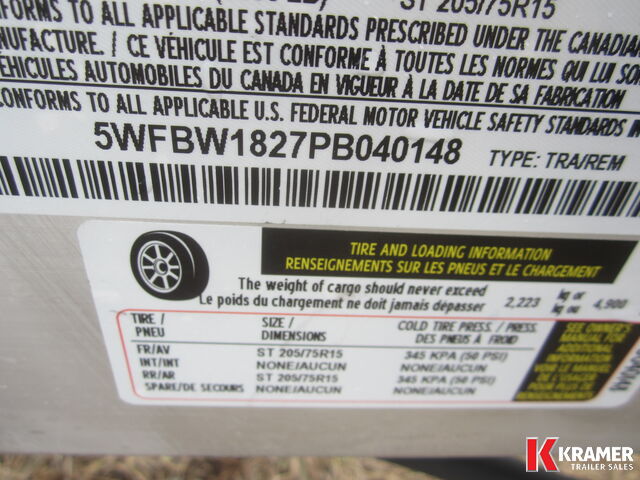 ST 205/75R15
CONFORMS TO ALL APPLICABLE STANDARDS PRESCRIBED UNDER THE CANADIAN
MANUFACTURE. / CE VÉHICULE EST CONFORME À TOUTES LES NORMES QUI LUI SONT
VÉHICULES AUTOMOBILES DU CANADA EN VIGUEUR À LA DATE DE SA FABRICATION
CONFORMS TO ALL APPLICABLE U.S. FEDERAL MOTOR VEHICLE SAFETY STANDARDS
5WFBW1827PB040148 TYPE: TRA/REM
TIRE AND LOADING INFORMATION
RENSEIGNEMENTS SUR LES PNEUS ET LE CHARGEMENT
The weight of cargo should never exceed
Le poids du chargement ne doit jamais depasser 2,223 kg or kg ou 4,900
TIRE / PNEU SIZE / DIMENSIONS COLD TIRE PRESS. / PRESS. DES PNEUS À FROID
FR/AV ST 205/75R15 345 KPA (50 PSI)
INT/INT NONE/AUCUN NONE/AUCUN
RR/AR ST 205/75R15 345 KPA (50 PSI)
SPARE/DE SECOURS NONE/AUCUN NONE/AUCUN
SEE OWNER'S
MANUAL FOR
KRAMER
TRAILER SALES